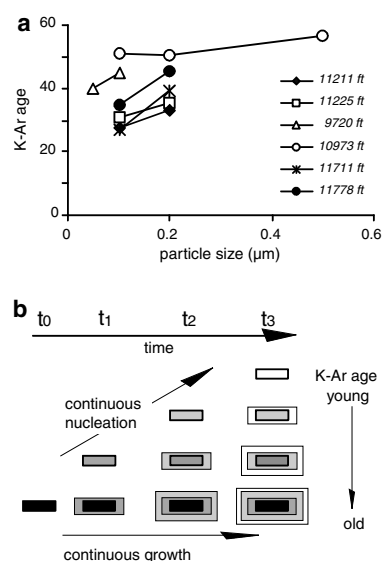 a
60
40
20
0
K-Ar age
0
0.2
0.4
0.6
particle size (µm)
11211 ft
11225 ft
9720 ft
10973 ft
11711 ft
11778 ft
b
t0 t1 t2 t3
time
continuous
nucleation
K-Ar age
young
old
continuous growth